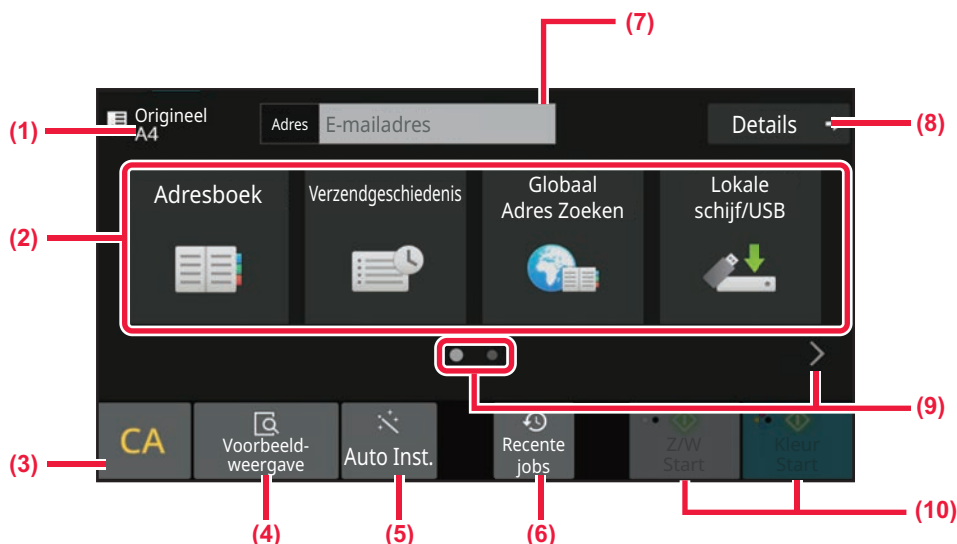 (7)
Origineel
A4
Adres E-mailadres
Details
(1)
(8)
Adresboek
Verzendgeschiedenis
Globaal
Adres Zoeken
Lokale
schijf/USB
(2)
(9)
CA
Voorbeeld-
weergave
Auto Inst.
Recente
jobs
Z/W
Start
Kleur
Start
(3)
(4)
(5)
(6)
(10)